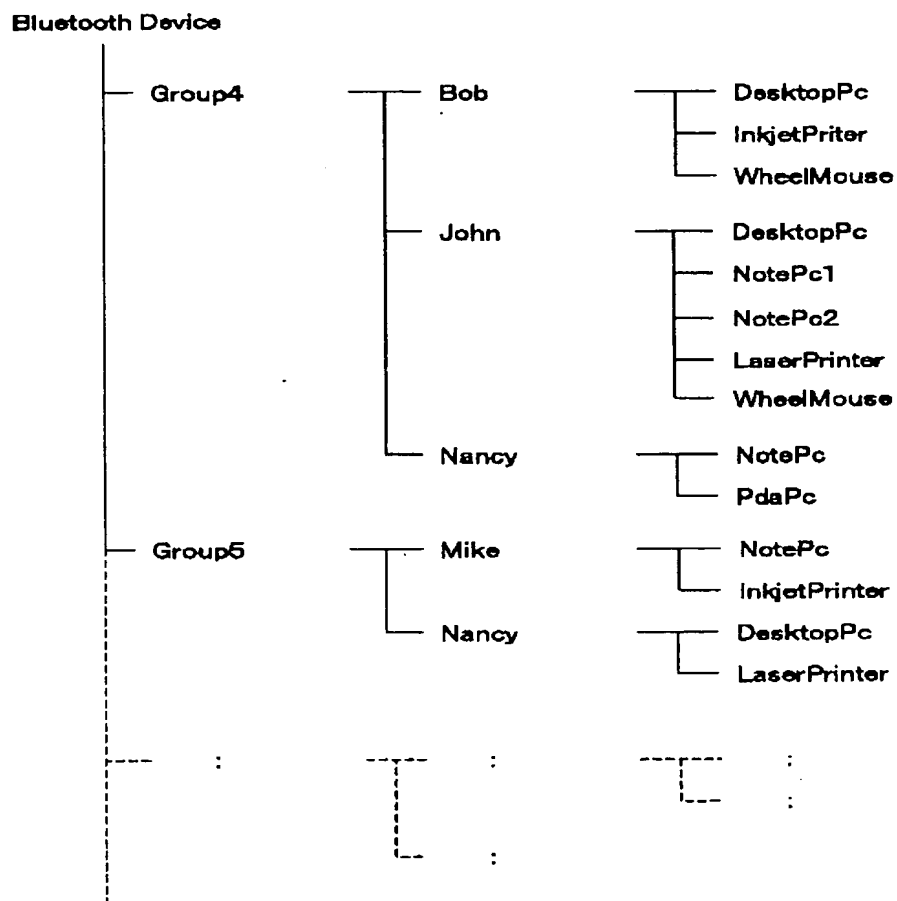 Bluetooth Device
Group4 Bob DesktopPc
InkjetPriter
WheelMouse
John DesktopPc
NotePc1
NotePc2
LaserPrinter
WheelMouse
Nancy NotePc
PdaPc
Group5 Mike NotePc
InkjetPrinter
Nancy DesktopPc
LaserPrinter
: : :
:
: